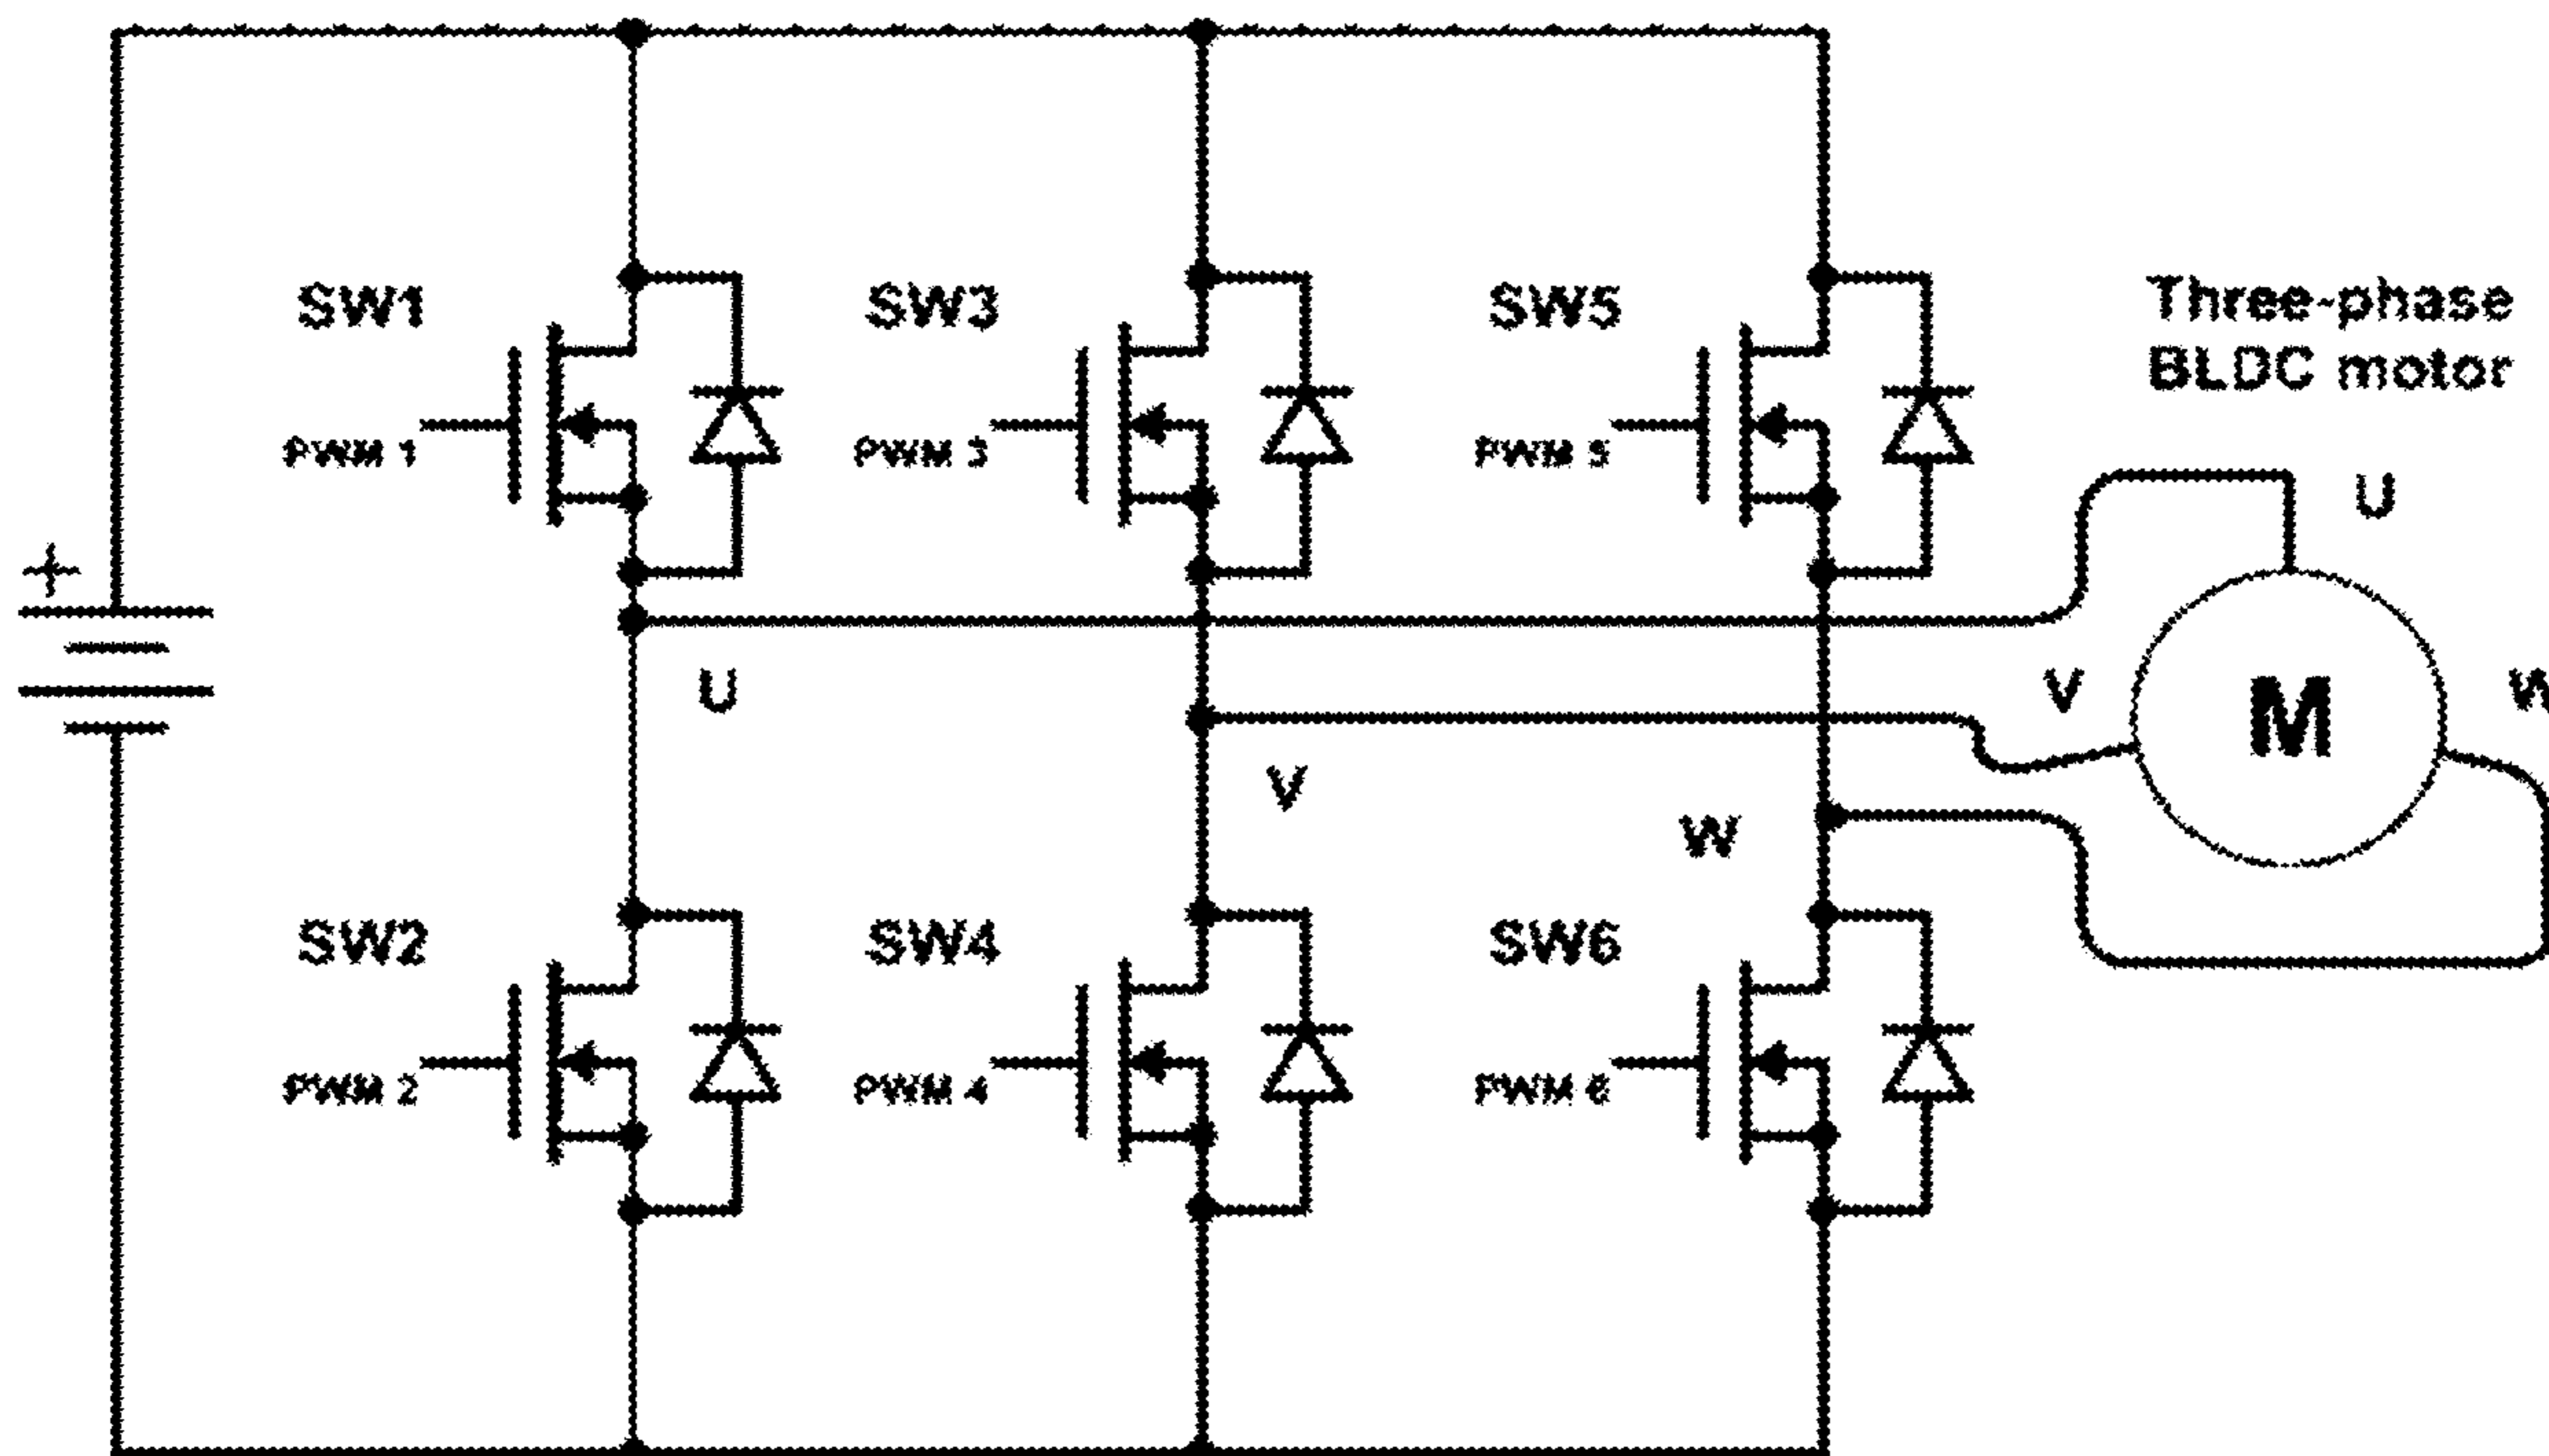 SW1
SW3
SW5
Three-phase
BLDC motor
PWM 1
PWM 3
PWM 5
U
+
U
V
M
W
V
W
SW2
SW4
SW6
PWM 2
PWM 4
PWM 6